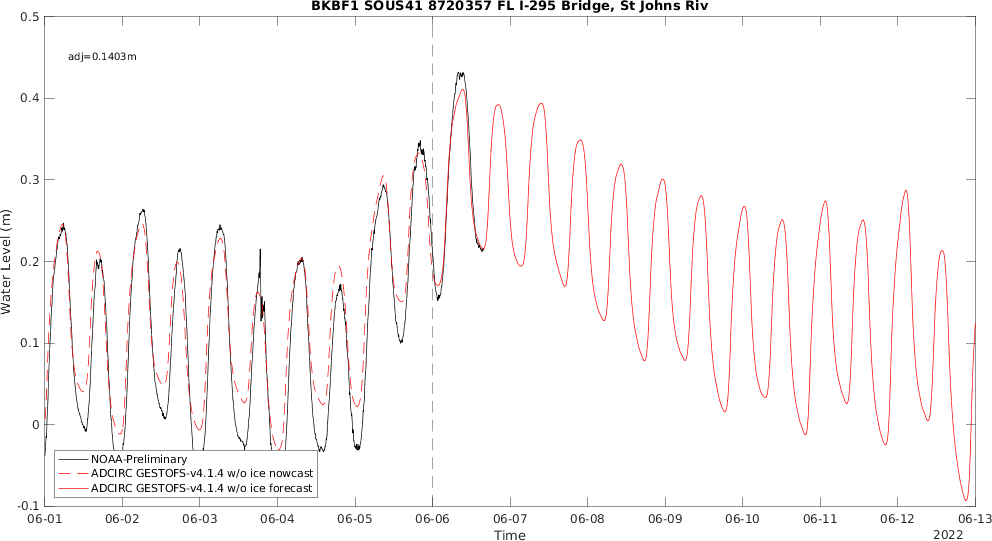 BKBF1 SOUS41 8720357 FL I-295 Bridge, St Johns Riv
adj=0.1403m
Water Level (m)
0.5
0.4
0.3
0.2
0.1
0
-0.1
NOAA-Preliminary
ADCIRC GESTOFS-v4.1.4 w/o ice nowcast
ADCIRC GESTOFS-v4.1.4 w/o ice forecast
06-01 06-02 06-03 06-04 06-05 06-06 06-07 06-08 06-09 06-10 06-11 06-12 06-13
Time
2022